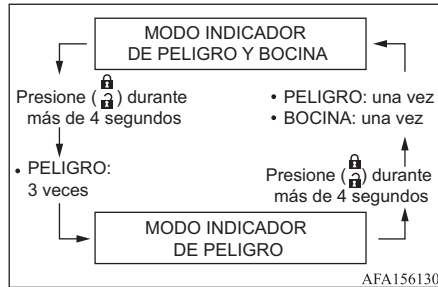 MODO INDICADOR
DE PELIGRO Y BOCINA
Presione ( ) durante
más de 4 segundos
• PELIGRO:
3 veces
• PELIGRO: una vez
• BOCINA: una vez
Presione ( ) durante
más de 4 segundos
MODO INDICADOR
DE PELIGRO
AFA156130